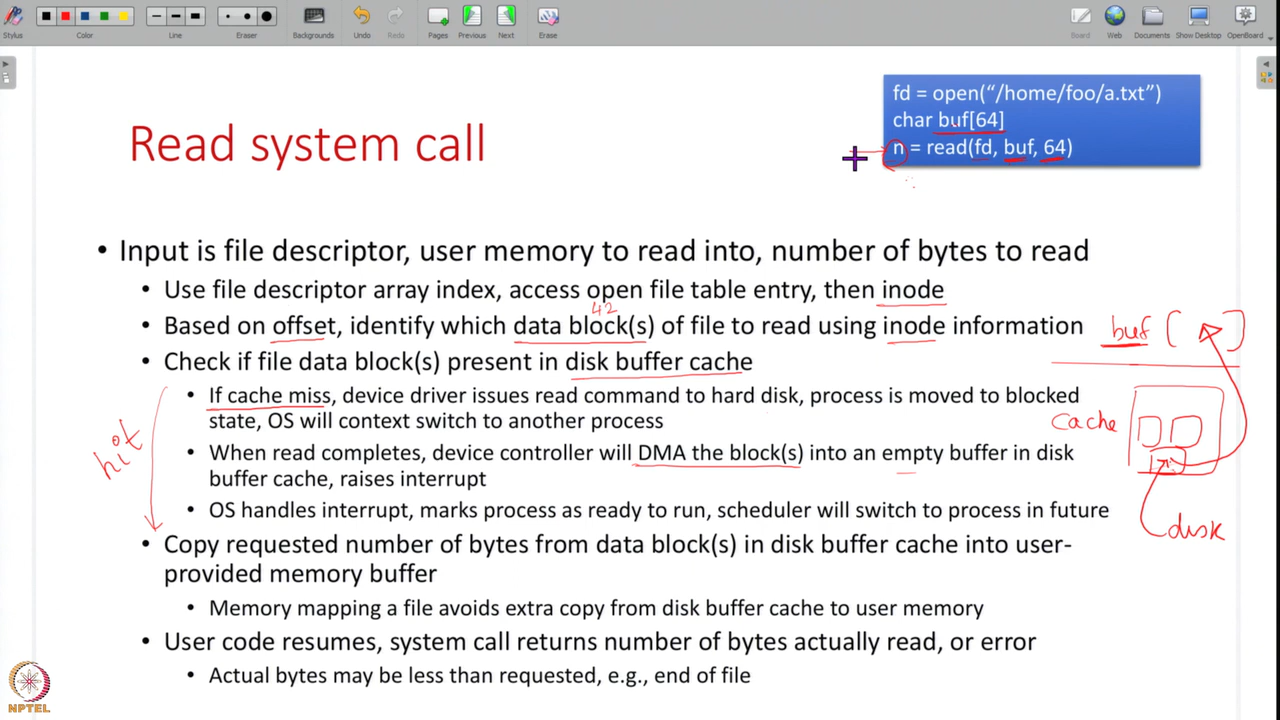 Stylus
Color
Line
Eraser
Backgrounds
Undo
Redo
Pages
Previous
Next
Erase
Board
Web
Documents
Show Desktop
OpenBoard
fd = open(“/home/foo/a.txt”)
char buf[64]
n = read(fd, buf, 64)
Read system call
• Input is file descriptor, user memory to read into, number of bytes to read
• Use file descriptor array index, access open file table entry, then inode
42
• Based on offset, identify which data block(s) of file to read using inode information
buf [ ]
• Check if file data block(s) present in disk buffer cache
• If cache miss, device driver issues read command to hard disk, process is moved to blocked
state, OS will context switch to another process
cache
hit
• When read completes, device controller will DMA the block(s) into an empty buffer in disk
buffer cache, raises interrupt
• OS handles interrupt, marks process as ready to run, scheduler will switch to process in future
disk
• Copy requested number of bytes from data block(s) in disk buffer cache into user-
provided memory buffer
• Memory mapping a file avoids extra copy from disk buffer cache to user memory
• User code resumes, system call returns number of bytes actually read, or error
• Actual bytes may be less than requested, e.g., end of file
NPTEL